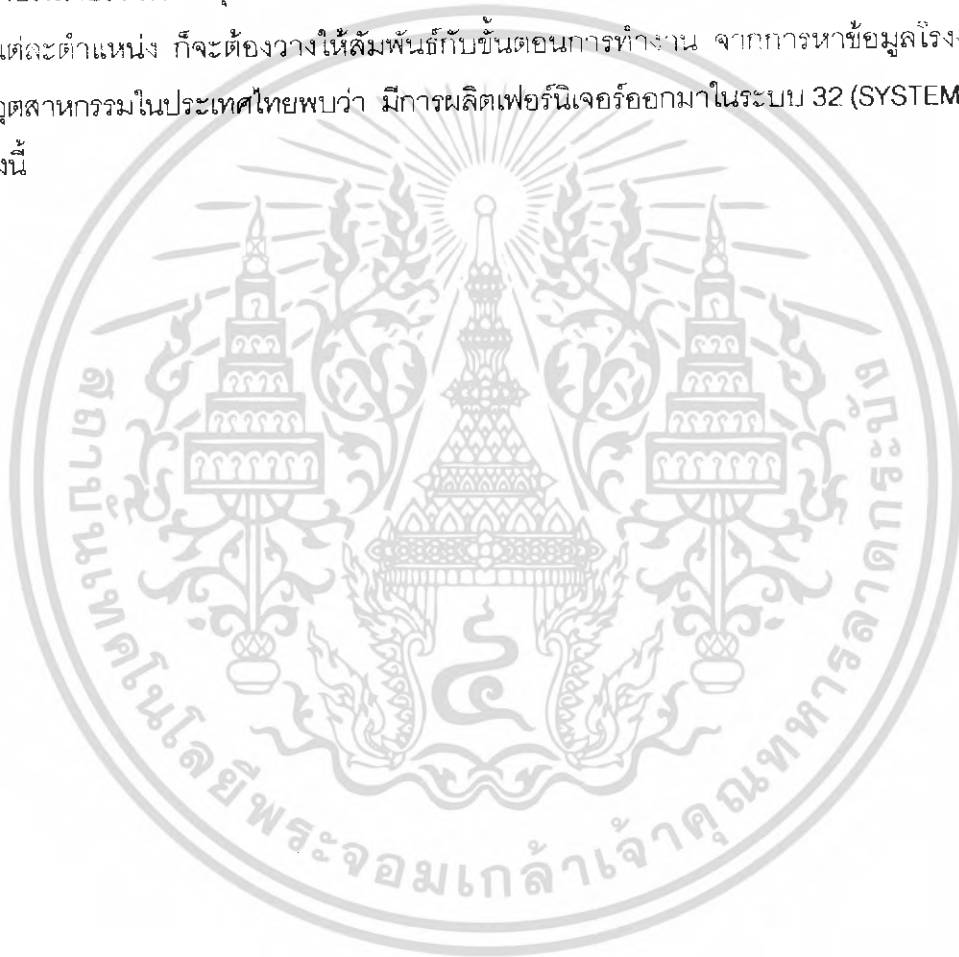 แต่ละตำแหน่ง ก็จะต้องวางให้สัมพันธ์กับขั้นตอนการทำงาน จากการหาข้อมูลโรงง
อุตสาหกรรมในประเทศไทยพบว่า มีการผลิตเฟอร์นิเจอร์ออกมาในระบบ 32 (SYSTEM
งนี้
สถาบันเทคโนโลยีพระจอมเกล้าเจ้าคุณทหารลาดกระบัง